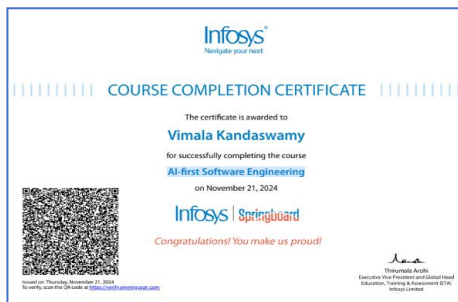 Infosys®
Navigate your next
COURSE COMPLETION CERTIFICATE
The certificate is awarded to
Vimala Kandaswamy
for successfully completing the course
AI-first Software Engineering
on November 21, 2024
Infosys | Springboard
Congratulations! You make us proud!
Issued on: Thursday, November 21, 2024
To verify, scan the QR code at https://verify.onwingspan.com
Thirumala Arohi
Executive Vice President and Global Head
Education, Training & Assessment (ETA)
Infosys Limited